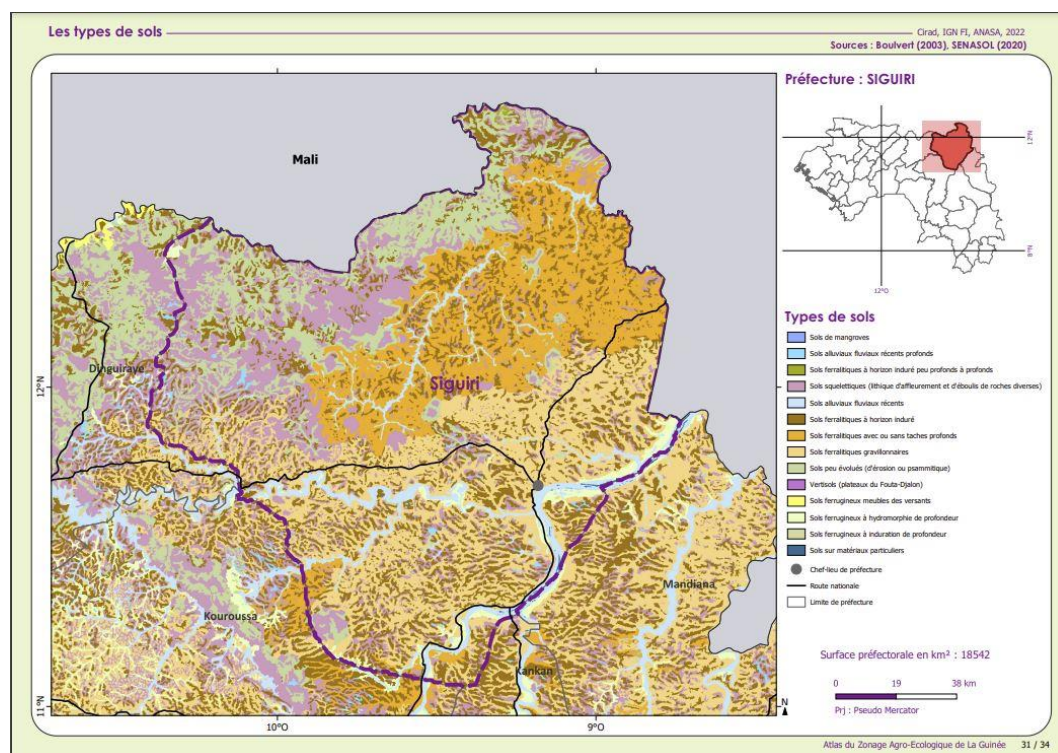 Les types de sols
Cirad, IGN FI, ANASA, 2022
Sources : Boulvert (2003), SENASOL (2020)
Préfecture : SIGUIRI
12°N
8°N
12°O
Mali
Dinguiraye
Siguiri
Kouroussa
Mandiana
Kankan
12°N
11°N
10°O
9°O
Types de sols
Sols de mangroves
Sols alluviaux fluviaux récents profonds
Sols ferralitiques à horizon induré peu profonds à profonds
Sols squelettiques (lithique d'affleurement et d'éboulis de roches diverses)
Sols alluviaux fluviaux récents
Sols ferralitiques à horizon induré
Sols ferralitiques avec ou sans taches profonds
Sols ferralitiques gravillonnaires
Sols peu évolués (d'érosion ou psammitique)
Vertisols (plateaux du Fouta-Djalon)
Sols ferrugineux meubles des versants
Sols ferrugineux à hydromorphie de profondeur
Sols ferrugineux à induration de profondeur
Sols sur matériaux particuliers
Chef-lieu de préfecture
Route nationale
Limite de préfecture
Surface préfectorale en km² : 18542
0 19 38 km
Prj : Pseudo Mercator
N
Atlas du Zonage Agro-Ecologique de La Guinée 31 / 34